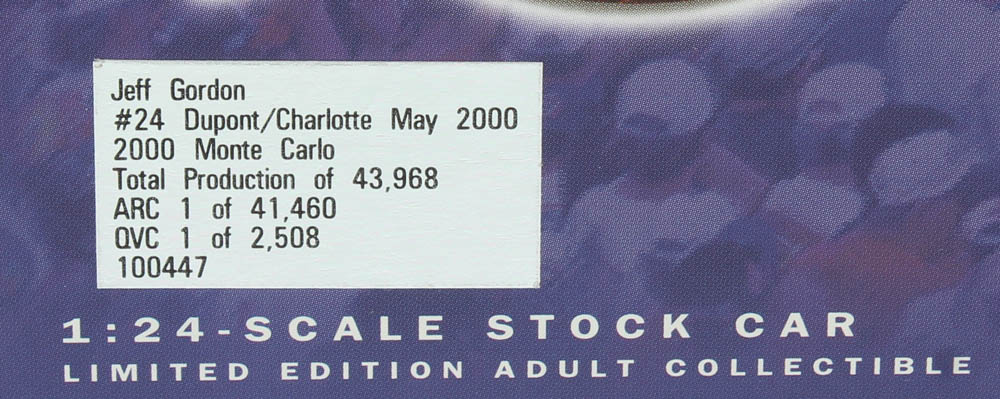 Jeff Gordon
#24 Dupont/Charlotte May 2000
2000 Monte Carlo
Total Production of 43,968
ARC 1 of 41,460
QVC 1 of 2,508
100447
1:24-SCALE STOCK CAR
LIMITED EDITION ADULT COLLECTIBLE